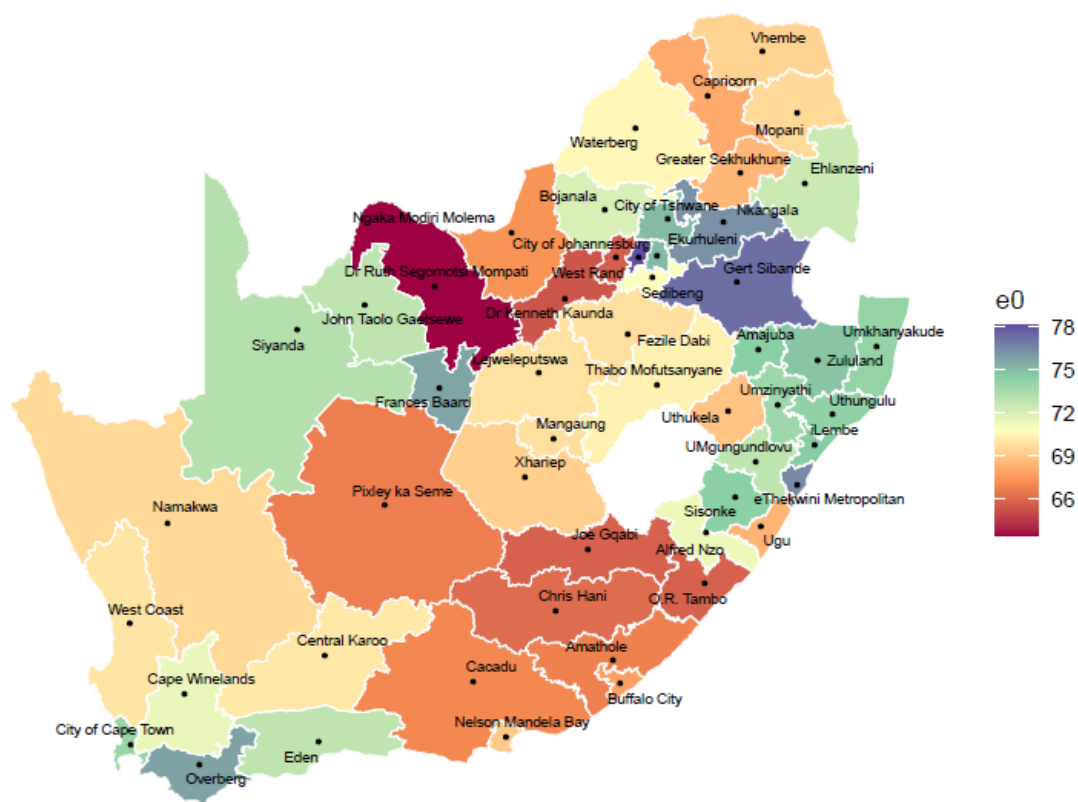 Vhembe
Capricorn
Mopani
Waterberg
Greater Sekhukhune
Ehlanzeni
Bojanala
City of Tshwane
Nkangala
Ngaka Modiri Molema
City of Johannesburg
Ekurhuleni
Dr Ruth Segomotsi Mompati
West Rand
Gert Sibande
Sedibeng
e0
John Taolo Gaetsewe
Dr Kenneth Kaunda
Siyanda
Fezile Dabi
Amajuba
Umkhanyakude
78
Lejweleputswa
Thabo Mofutsanyane
Zululand
75
Frances Baard
Umzinyathi
Uthukela
Uthungulu
72
Mangaung
iLembe
UMgungundlovu
69
Xhariep
Pixley ka Seme
eThekwini Metropolitan
66
Namakwa
Sisonke
Joe Gqabi
Alfred Nzo
Ugu
Chris Hani
O.R. Tambo
West Coast
Central Karoo
Amathole
Cape Winelands
Cacadu
Buffalo City
City of Cape Town
Nelson Mandela Bay
Eden
Overberg